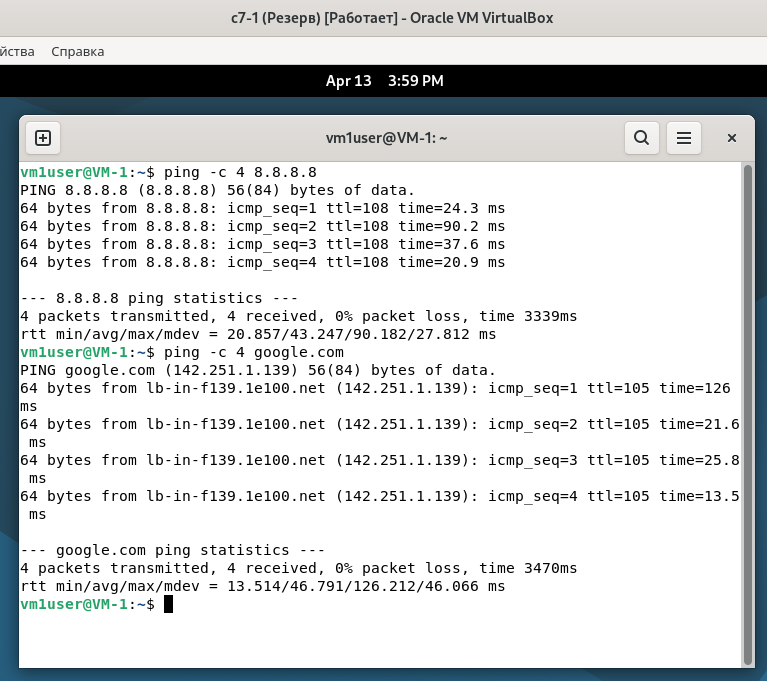 c7-1 (Резерв) [Работает] - Oracle VM VirtualBox
йства Справка
Apr 13 3:59 PM
vm1user@VM-1: ~
vm1user@VM-1:~$ ping -c 4 8.8.8.8
PING 8.8.8.8 (8.8.8.8) 56(84) bytes of data.
64 bytes from 8.8.8.8: icmp_seq=1 ttl=108 time=24.3 ms
64 bytes from 8.8.8.8: icmp_seq=2 ttl=108 time=90.2 ms
64 bytes from 8.8.8.8: icmp_seq=3 ttl=108 time=37.6 ms
64 bytes from 8.8.8.8: icmp_seq=4 ttl=108 time=20.9 ms
--- 8.8.8.8 ping statistics ---
4 packets transmitted, 4 received, 0% packet loss, time 3339ms
rtt min/avg/max/mdev = 20.857/43.247/90.182/27.812 ms
vm1user@VM-1:~$ ping -c 4 google.com
PING google.com (142.251.1.139) 56(84) bytes of data.
64 bytes from lb-in-f139.1e100.net (142.251.1.139): icmp_seq=1 ttl=105 time=126
ms
64 bytes from lb-in-f139.1e100.net (142.251.1.139): icmp_seq=2 ttl=105 time=21.6
ms
64 bytes from lb-in-f139.1e100.net (142.251.1.139): icmp_seq=3 ttl=105 time=25.8
ms
64 bytes from lb-in-f139.1e100.net (142.251.1.139): icmp_seq=4 ttl=105 time=13.5
ms
--- google.com ping statistics ---
4 packets transmitted, 4 received, 0% packet loss, time 3470ms
rtt min/avg/max/mdev = 13.514/46.791/126.212/46.066 ms
vm1user@VM-1:~$